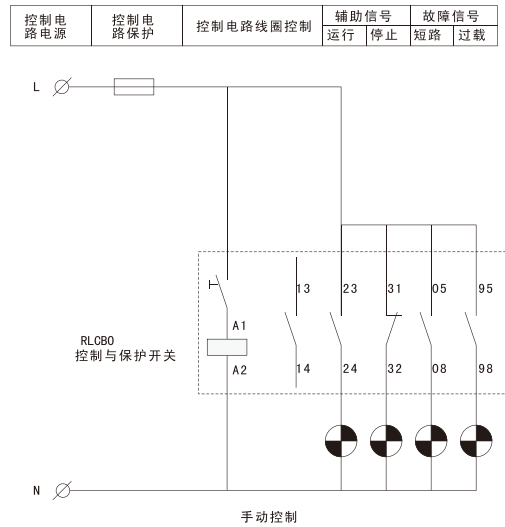 控制电
路电源
控制电
路保护
控制电路线圈控制
辅助信号
运行
停止
故障信号
短路
过载
L
13
23
31
05
95
A1
RLCBO
控制与保护开关
A2
14
24
32
08
98
N
手动控制